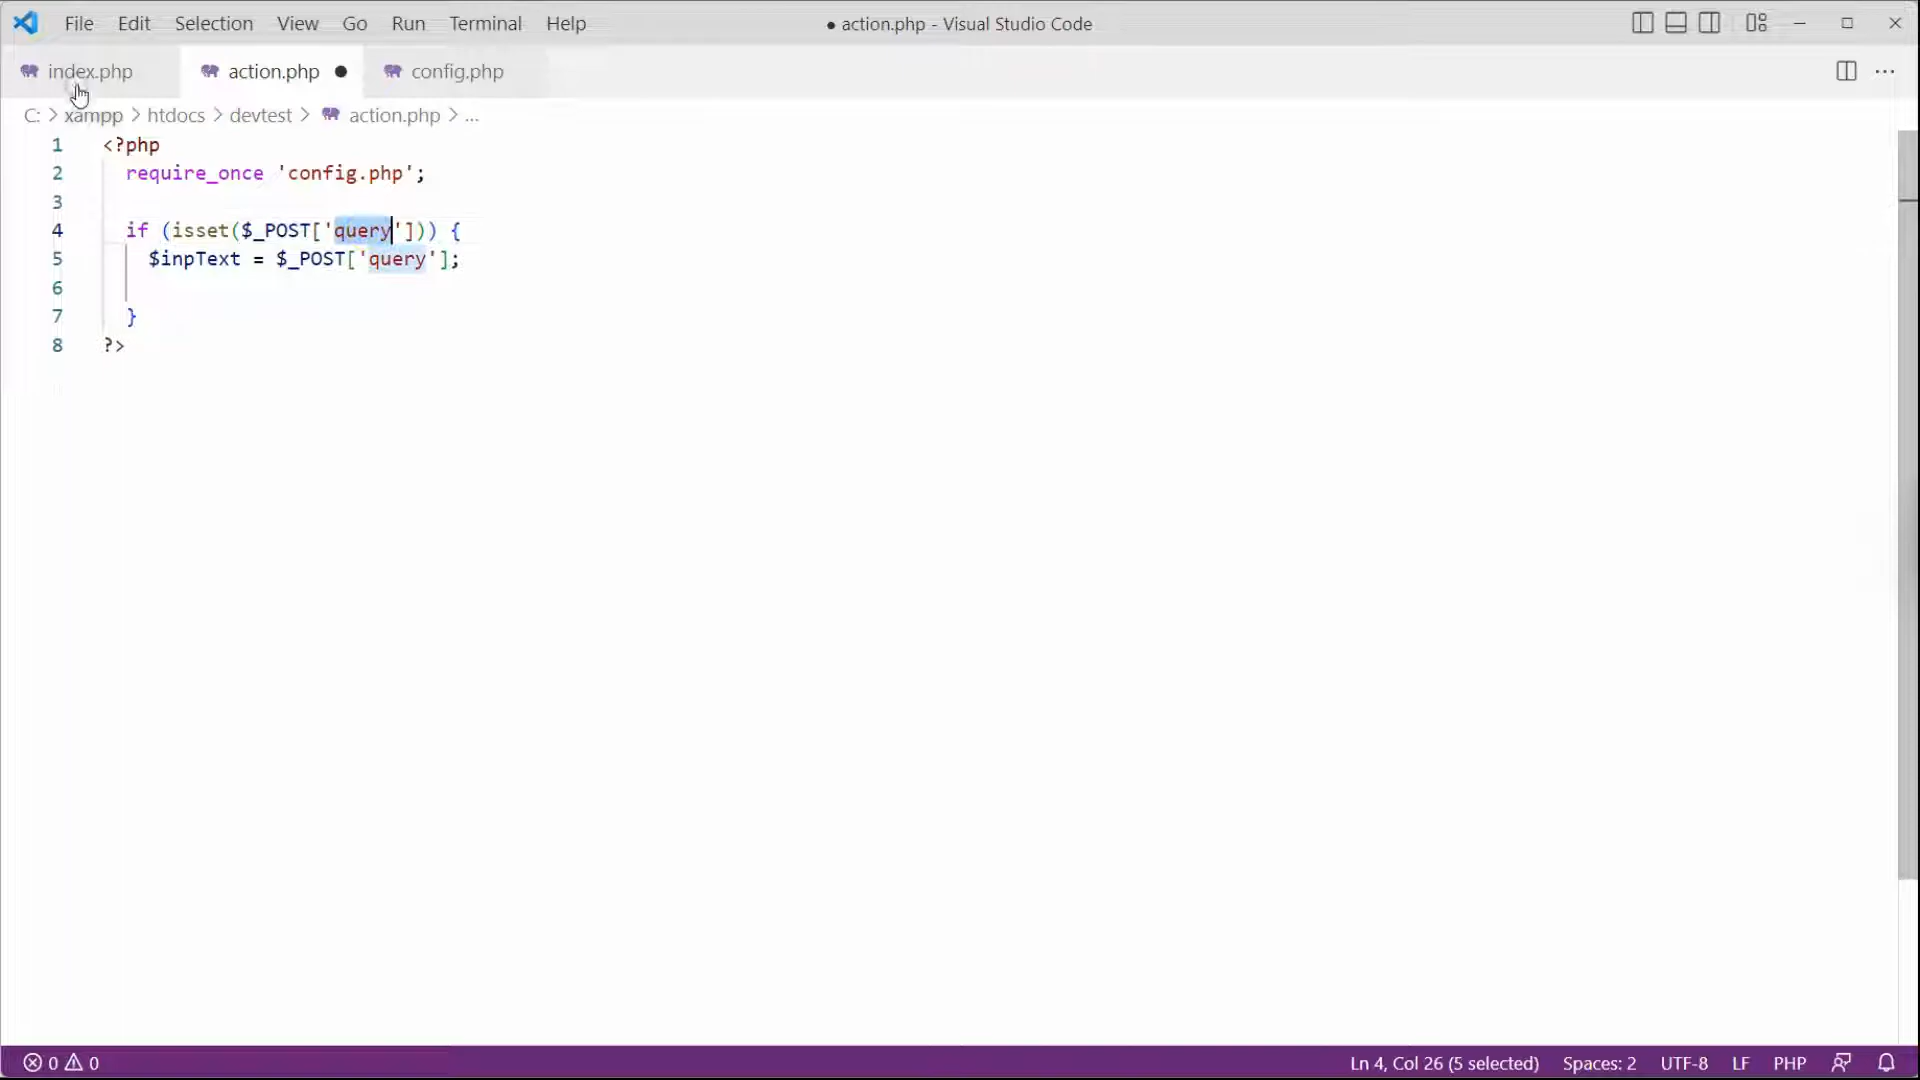 File Edit Selection View Go Run Terminal Help
● action.php - Visual Studio Code
index.php action.php ● config.php
C: > xampp > htdocs > devtest > action.php > ...
1 <?php
2 require_once 'config.php';
3
4 if (isset($_POST['query'])) {
5 $inpText = $_POST['query'];
6
7 }
8 ?>
0 0
Ln 4, Col 26 (5 selected) Spaces: 2 UTF-8 LF PHP